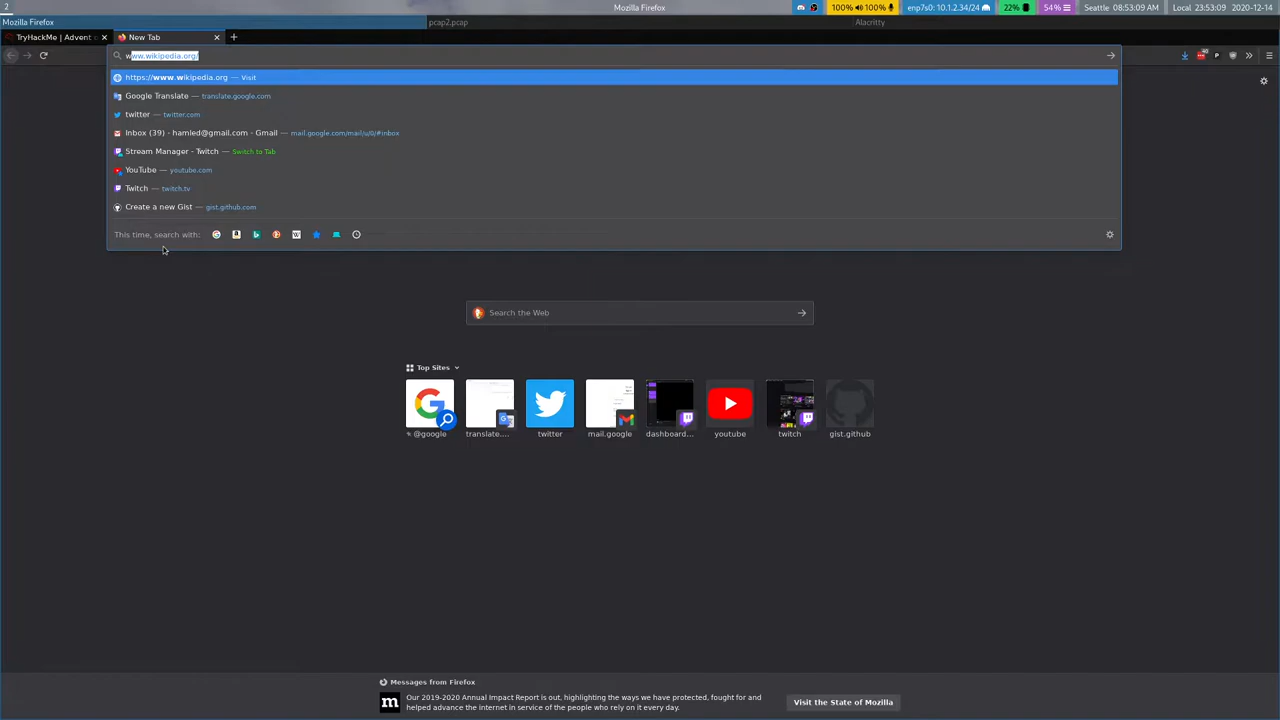 2
Mozilla Firefox
100% 100%
enp7s0: 10.1.2.34/24
22%
54%
Seattle 08:53:09 AM
Local 23:53:09
2020-12-14
Mozilla Firefox
pcap2.pcap
Alacritty
TryHackMe | Advent
New Tab
www.wikipedia.org/
https://www.wikipedia.org — Visit
Google Translate — translate.google.com
twitter — twitter.com
Inbox (39) - hamled@gmail.com - Gmail — mail.google.com/mail/u/0/#inbox
Stream Manager - Twitch — Switch to Tab
YouTube — youtube.com
Twitch — twitch.tv
Create a new Gist — gist.github.com
This time, search with:
Search the Web
Top Sites
@google
translate....
twitter
mail.google
dashboard...
youtube
twitch
gist.github
Messages from Firefox
Our 2019-2020 Annual Impact Report is out, highlighting the ways we have protected, fought for and
helped advance the internet in service of the people who rely on it every day.
Visit the State of Mozilla